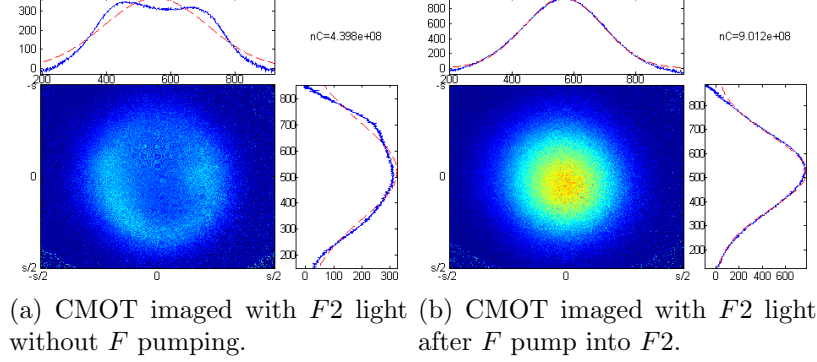 300
200
100
0
200 400 600 800
nC=4.398e+08
-s
0
s/2
-s/2 0 s/2
800
700
600
500
400
300
200
0 100 200 300
800
600
400
200
0
200 400 600 800
nC=9.012e+08
-s
0
s/2
-s/2 0 s/2
800
700
600
500
400
300
200
0 200 400 600
(a) CMOT imaged with F2 light
without F pumping.
(b) CMOT imaged with F2 light
after F pump into F2.